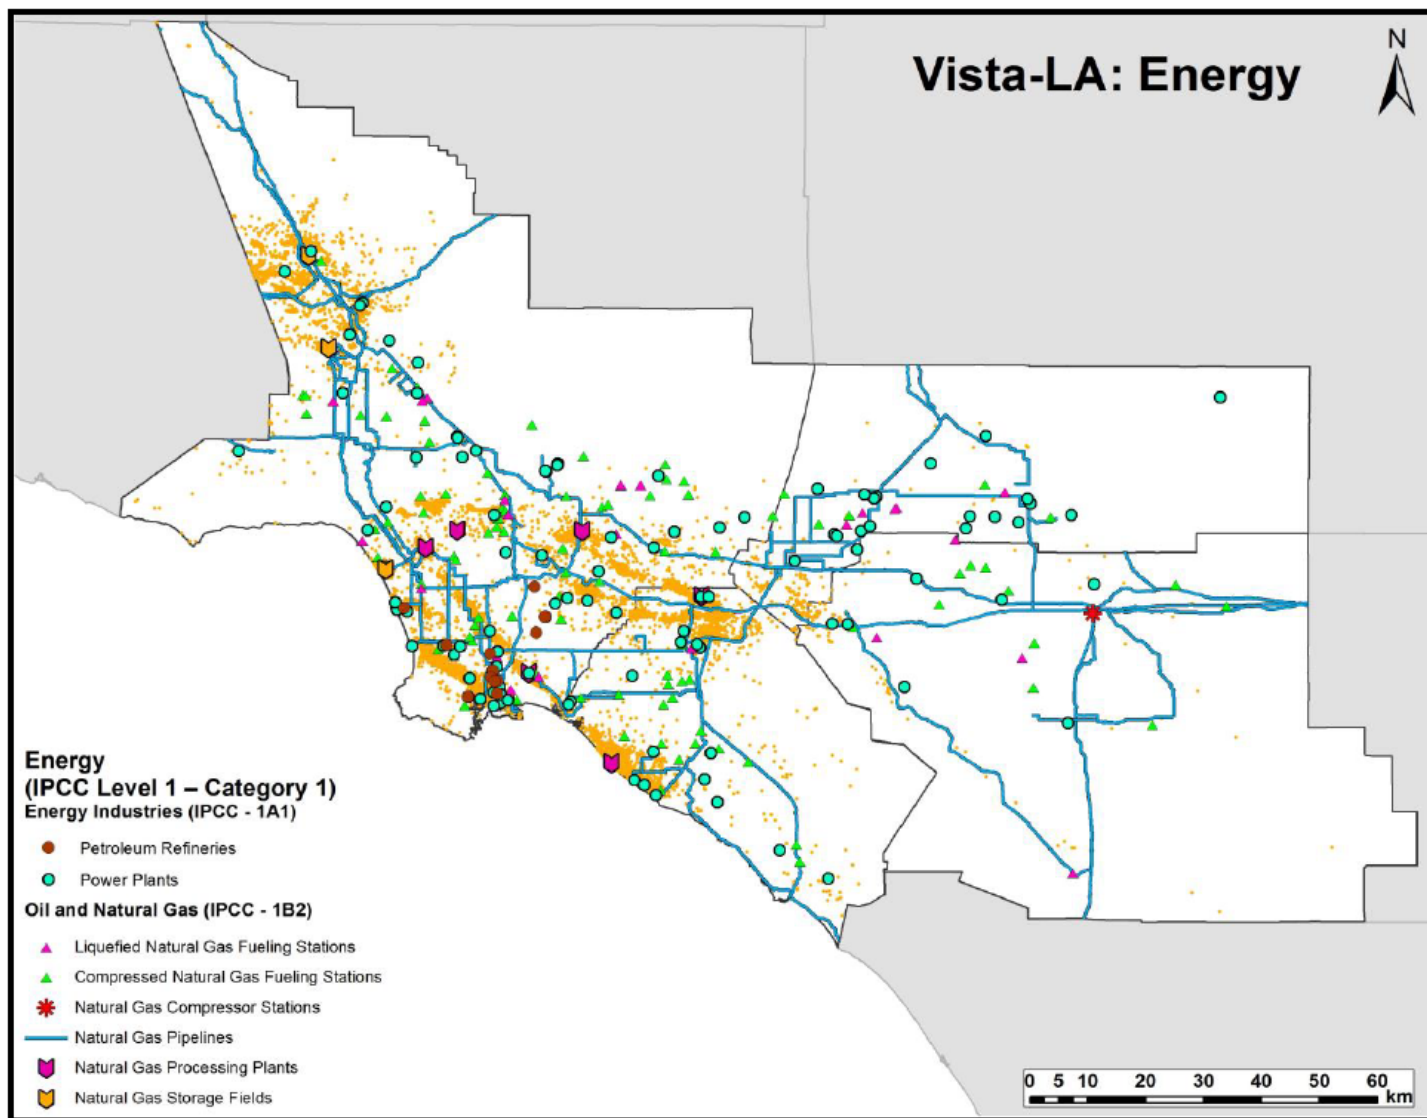 Vista-LA: Energy
N
Energy
(IPCC Level 1 – Category 1)
Energy Industries (IPCC - 1A1)
Petroleum Refineries
Power Plants
Oil and Natural Gas (IPCC - 1B2)
Liquefied Natural Gas Fueling Stations
Compressed Natural Gas Fueling Stations
Natural Gas Compressor Stations
Natural Gas Pipelines
Natural Gas Processing Plants
Natural Gas Storage Fields
0 5 10 20 30 40 50 60
km